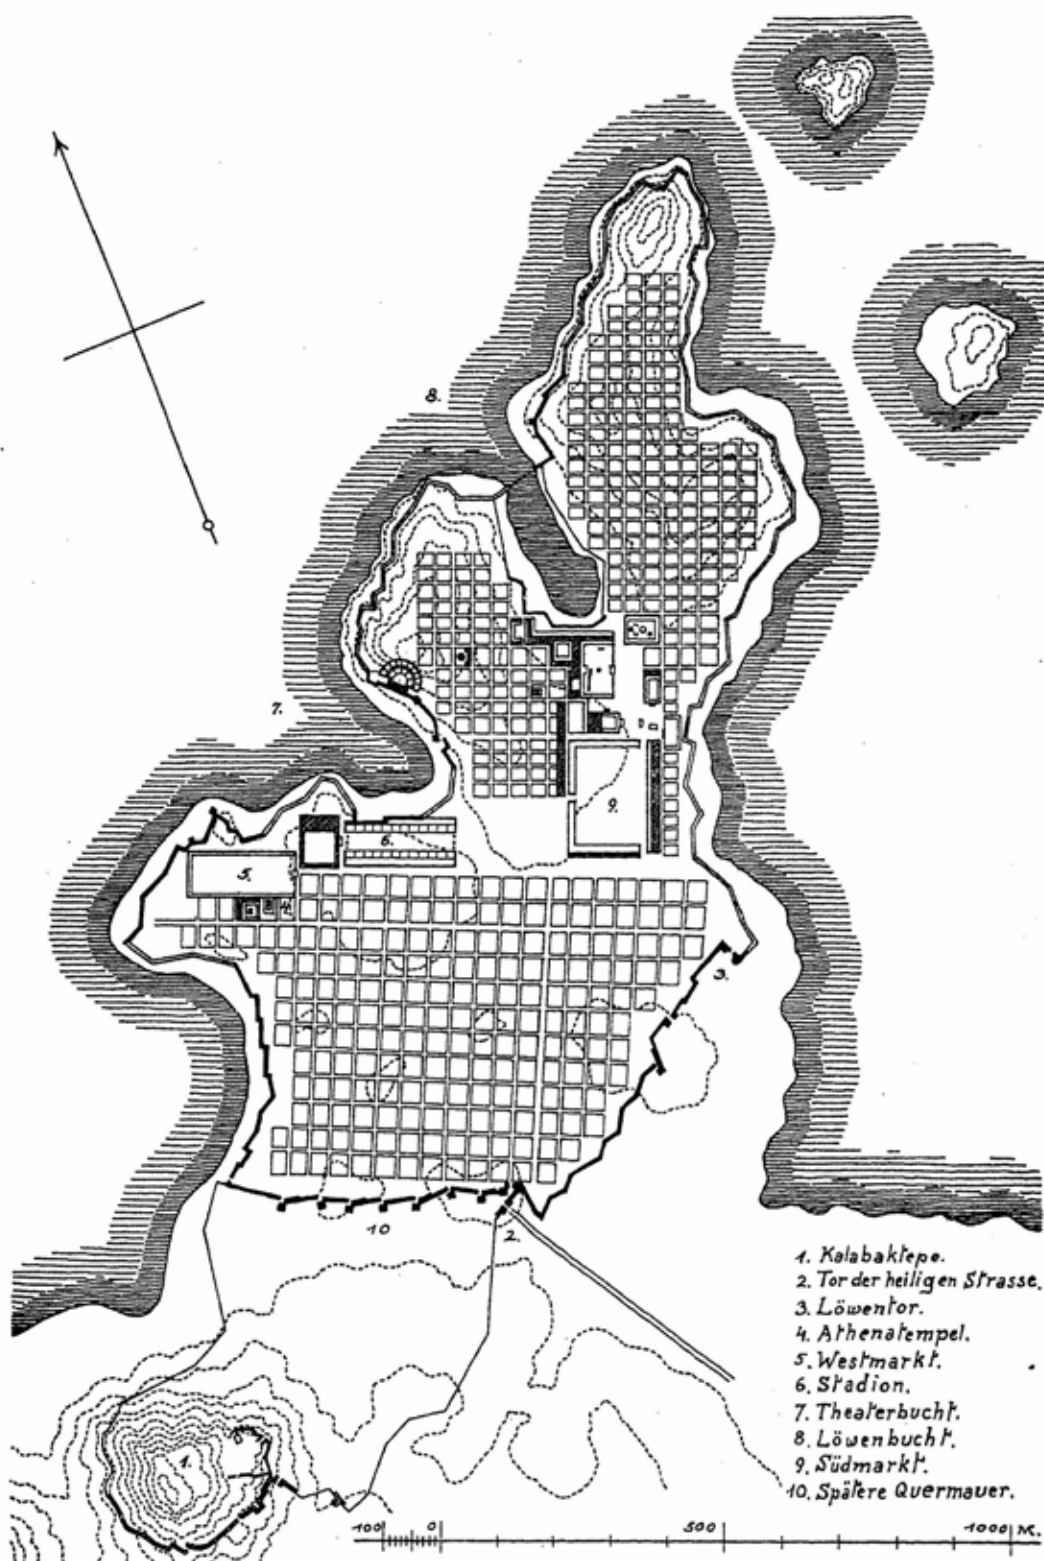 8.
7.
9.
6.
5.
4.
3.
10
2.
1.
1. Kalabaktepe.
2. Tor der heiligen Strasse.
3. Löwentor.
4. Athenatempel.
5. Westmarkt.
6. Stadion.
7. Theaterbucht.
8. Löwenbucht.
9. Südmarkt.
10. Spätere Quermauer.
100 0 500 1000 M.